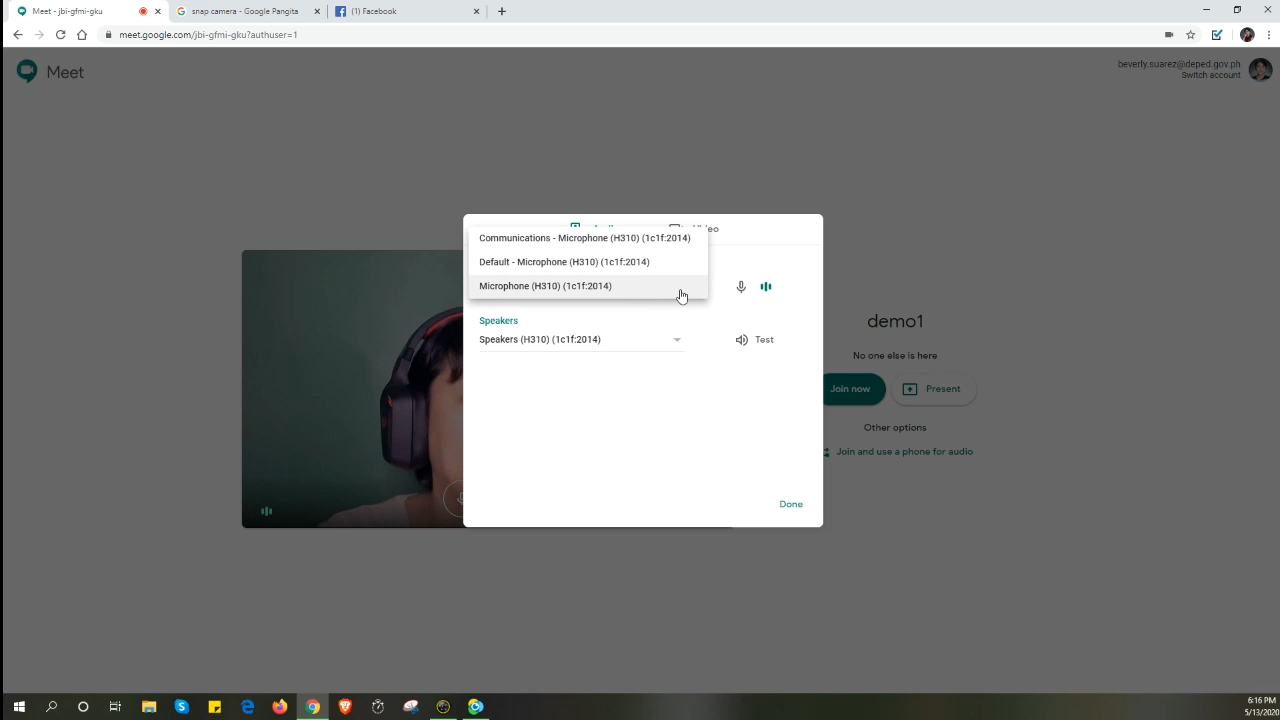 Meet - jbi-gfmi-gku
snap camera - Google Pangita
(1) Facebook
meet.google.com/jbi-gfmi-gku?authuser=1
Meet
beverly.suarez@deped.gov.ph
Switch account
Communications - Microphone (H310) (1c1f:2014)
Default - Microphone (H310) (1c1f:2014)
Microphone (H310) (1c1f:2014)
Speakers
Speakers (H310) (1c1f:2014)
Test
Done
demo1
No one else is here
Join now
Present
Other options
Join and use a phone for audio
6:16 PM
5/13/2020